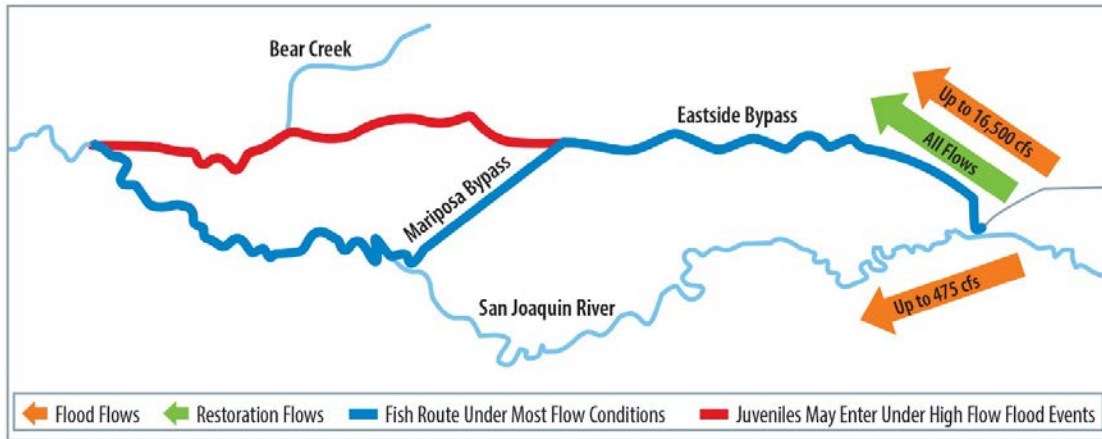 Bear Creek
Eastside Bypass
Up to 16,500 cfs
All Flows
Mariposa Bypass
San Joaquin River
Up to 475 cfs
Flood Flows
Restoration Flows
Fish Route Under Most Flow Conditions
Juveniles May Enter Under High Flow Flood Events